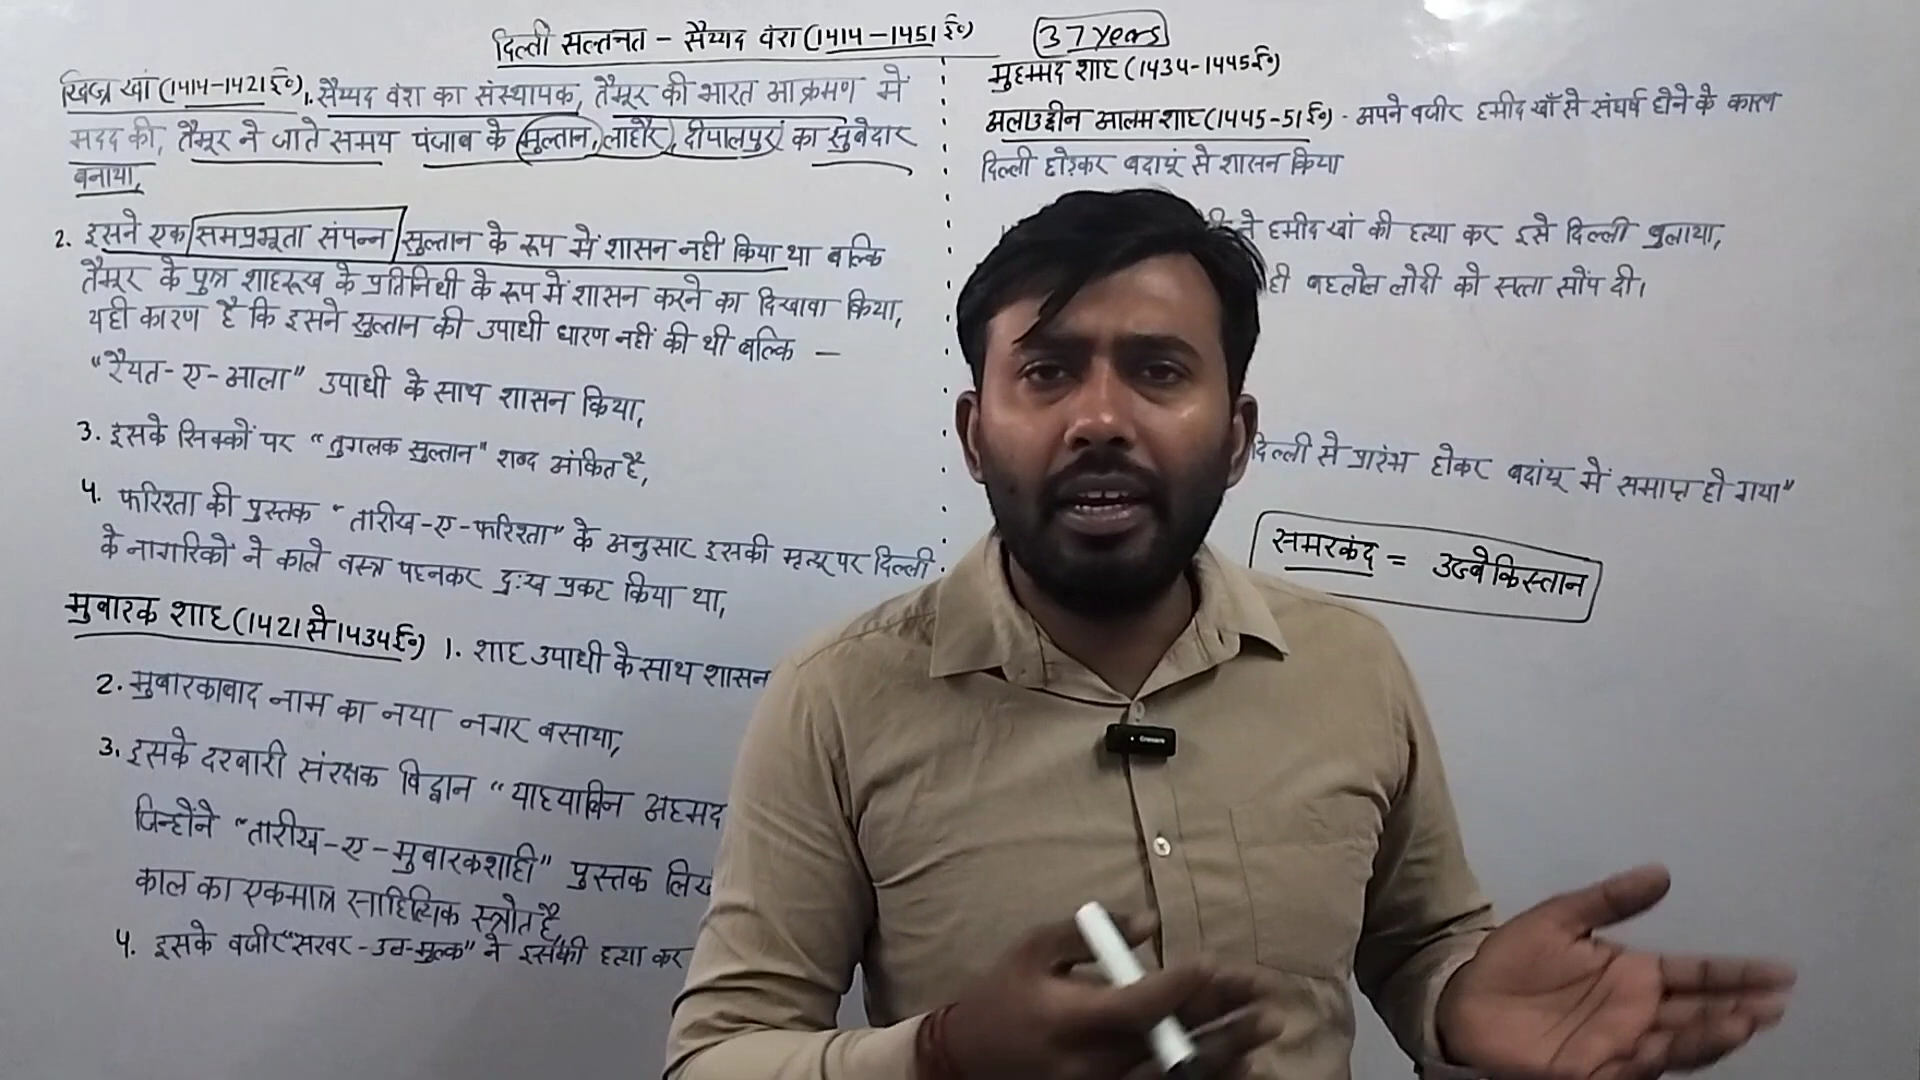 दिल्ली सल्तनत - सैय्यद वंश (1414-1451 ई०)
37 years
खिज्र खां (1414-1421 ई०) 1. सैय्यद वंश का संस्थापक, तैमूर की भारत आक्रमण में
मदद की, तैमूर ने जाते समय पंजाब के मुल्तान, लाहौर, दीपालपुर का सुबेदार
बनाया,
2. इसने एक समप्रभूता संपन्न सुल्तान के रूप में शासन नहीं किया था बल्कि
तैमूर के पुत्र शाहरूख के प्रतिनिधी के रूप में शासन करने का दिखावा किया,
यही कारण है कि इसने सुल्तान की उपाधी धारण नहीं की थी बल्कि —
"रैयत-ए-आला" उपाधी के साथ शासन किया,
3. इसके सिक्कों पर "तुगलक सुल्तान" शब्द अंकित है,
4. फरिश्ता की पुस्तक "तारीख-ए-फरिश्ता" के अनुसार इसकी मृत्यू पर दिल्ली
के नागरिकों ने काले वस्त्र पहनकर दुःख प्रकट किया था,
मुबारक शाह (1421 से 1434 ई०) 1. शाह उपाधी के साथ शासन
2. मुबारकाबाद नाम का नया नगर बसाया,
3. इसके दरबारी संरक्षक विद्वान "याहयाबिन अहमद
जिन्होंने "तारीख-ए-मुबारकशाही" पुस्तक
काल का एकमात्र साहित्यिक स्त्रोत है,
4. इसके वजीर "सरवर-उल-मुल्क" ने इसकी हत्या कर
मुहम्मद शाह (1434-1445 ई०)
अलाउद्दीन आलम शाह (1445-51 ई०) - अपने वजीर हमीद खाँ से संघर्ष होने के कारण
दिल्ली छोड़कर बदायूं से शासन किया
ने हमीद खां की हत्या कर इसे दिल्ली बुलाया,
ही बहलोल लोदी को सत्ता सोंप दी।
दिल्ली से प्रारंभ होकर बदांयू में समाप्त हो गया"
समरकंद = उज्बेकिस्तान